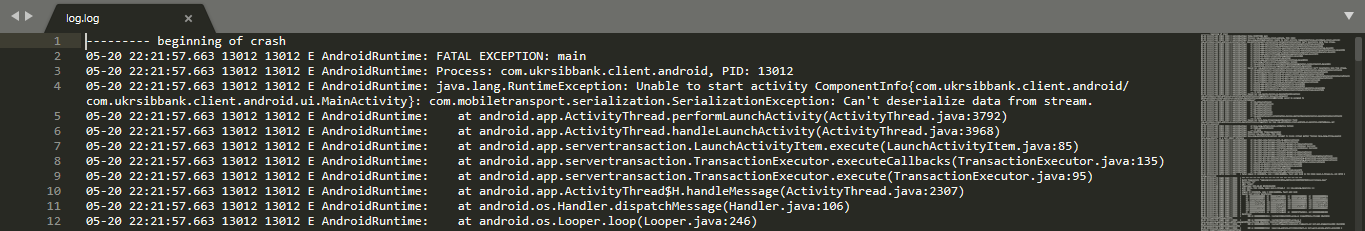 log.log
1 --------- beginning of crash
2 05-20 22:21:57.663 13012 13012 E AndroidRuntime: FATAL EXCEPTION: main
3 05-20 22:21:57.663 13012 13012 E AndroidRuntime: Process: com.ukrsibbank.client.android, PID: 13012
4 05-20 22:21:57.663 13012 13012 E AndroidRuntime: java.lang.RuntimeException: Unable to start activity ComponentInfo{com.ukrsibbank.client.android/
com.ukrsibbank.client.android.ui.MainActivity}: com.mobiletransport.serialization.SerializationException: Can't deserialize data from stream.
5 05-20 22:21:57.663 13012 13012 E AndroidRuntime:    at android.app.ActivityThread.performLaunchActivity(ActivityThread.java:3792)
6 05-20 22:21:57.663 13012 13012 E AndroidRuntime:    at android.app.ActivityThread.handleLaunchActivity(ActivityThread.java:3968)
7 05-20 22:21:57.663 13012 13012 E AndroidRuntime:    at android.app.servertransaction.LaunchActivityItem.execute(LaunchActivityItem.java:85)
8 05-20 22:21:57.663 13012 13012 E AndroidRuntime:    at android.app.servertransaction.TransactionExecutor.executeCallbacks(TransactionExecutor.java:135)
9 05-20 22:21:57.663 13012 13012 E AndroidRuntime:    at android.app.servertransaction.TransactionExecutor.execute(TransactionExecutor.java:95)
10 05-20 22:21:57.663 13012 13012 E AndroidRuntime:    at android.app.ActivityThread$H.handleMessage(ActivityThread.java:2307)
11 05-20 22:21:57.663 13012 13012 E AndroidRuntime:    at android.os.Handler.dispatchMessage(Handler.java:106)
12 05-20 22:21:57.663 13012 13012 E AndroidRuntime:    at android.os.Looper.loop(Looper.java:246)